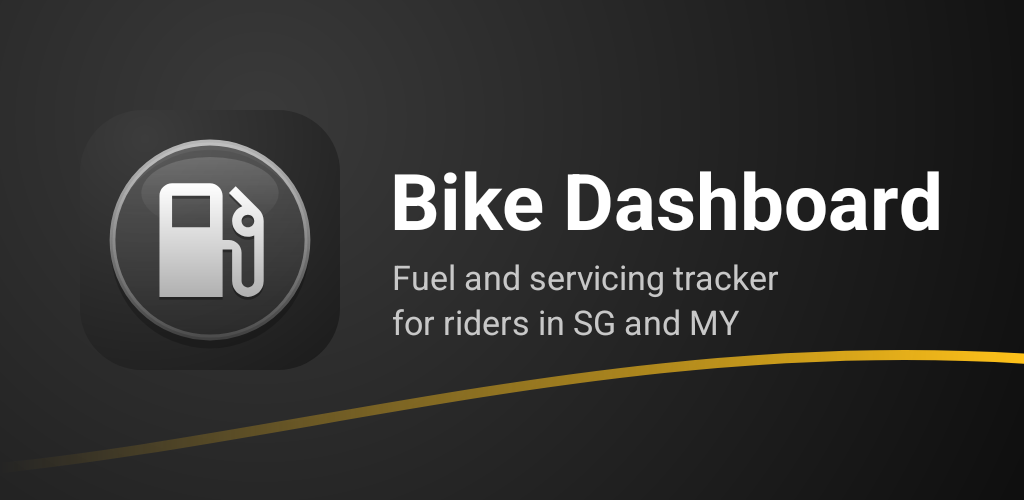 Bike Dashboard
Fuel and servicing tracker
for riders in SG and MY